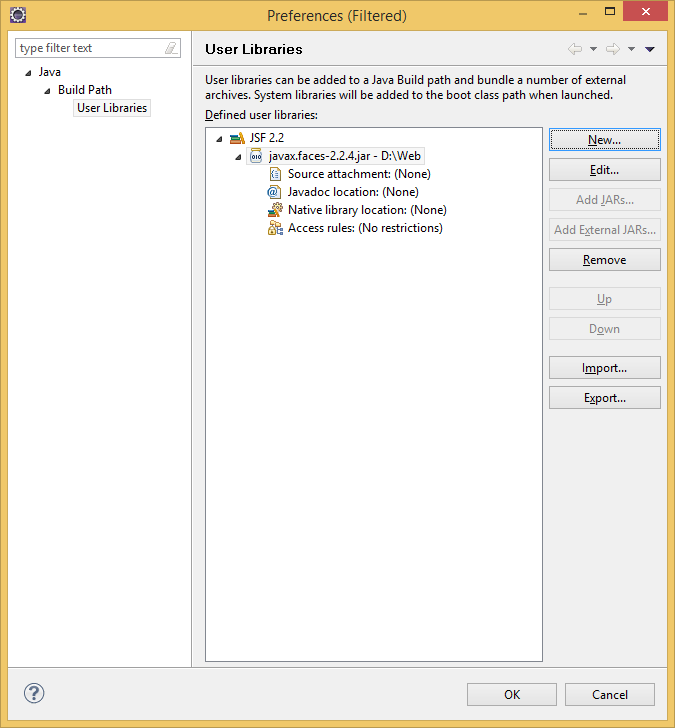 Preferences (Filtered)
type filter text
Java
Build Path
User Libraries
User Libraries
User libraries can be added to a Java Build path and bundle a number of external
archives. System libraries will be added to the boot class path when launched.
Defined user libraries:
JSF 2.2
javax.faces-2.2.4.jar - D:\Web
Source attachment: (None)
Javadoc location: (None)
Native library location: (None)
Access rules: (No restrictions)
New...
Edit...
Add JARs...
Add External JARs...
Remove
Up
Down
Import...
Export...
OK
Cancel